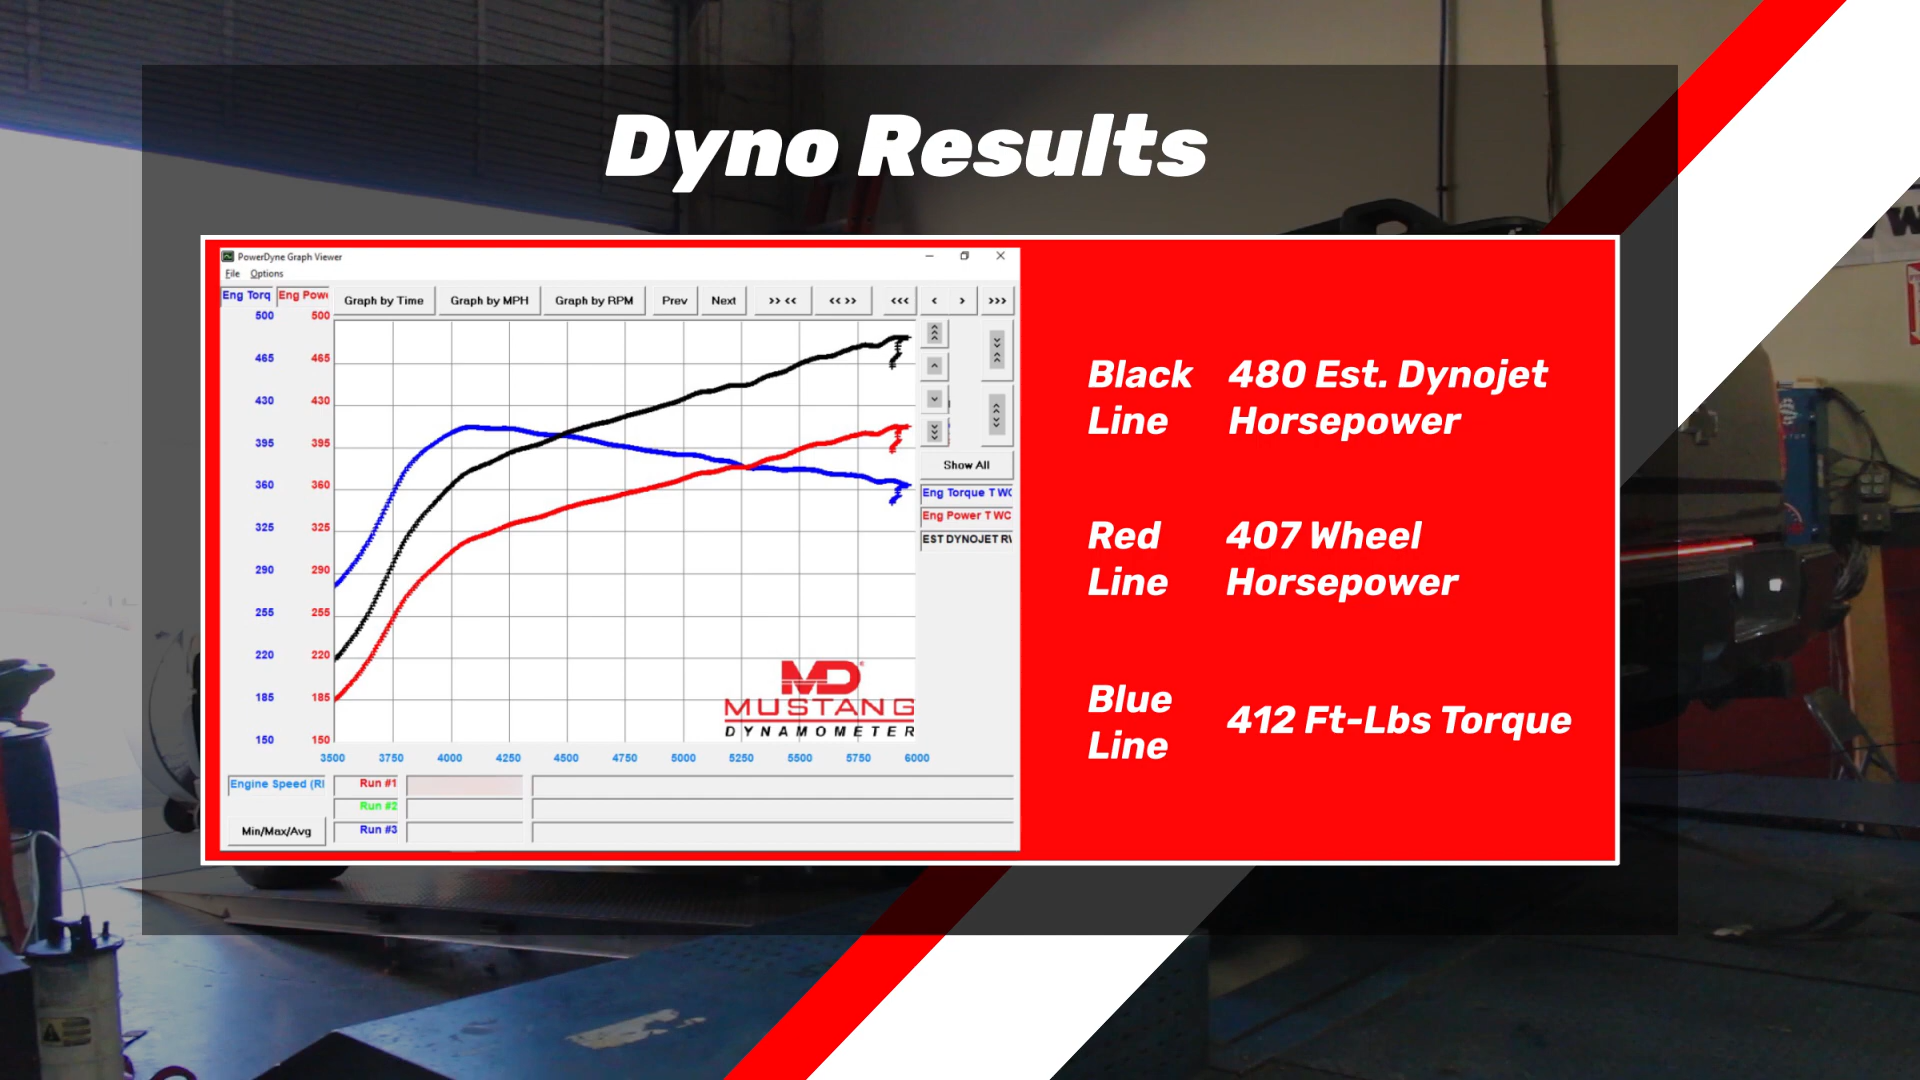 Dyno Results
PowerDyne Graph Viewer
File Options
Eng Torq Eng Pow Graph by Time Graph by MPH Graph by RPM Prev Next >> << << >> <<< < > >>>
500 500
465 465
430 430
395 395
360 360
325 325
290 290
255 255
220 220
185 185
150 150
3500 3750 4000 4250 4500 4750 5000 5250 5500 5750 6000
Show All
Eng Torque T WC
Eng Power T WC
EST DYNOJET
MD
MUSTANG
DYNAMOMETER
Engine Speed (R
Run #1
Run #2
Run #3
Min/Max/Avg
Black Line
480 Est. Dynojet
Horsepower
Red Line
407 Wheel
Horsepower
Blue Line
412 Ft-Lbs Torque